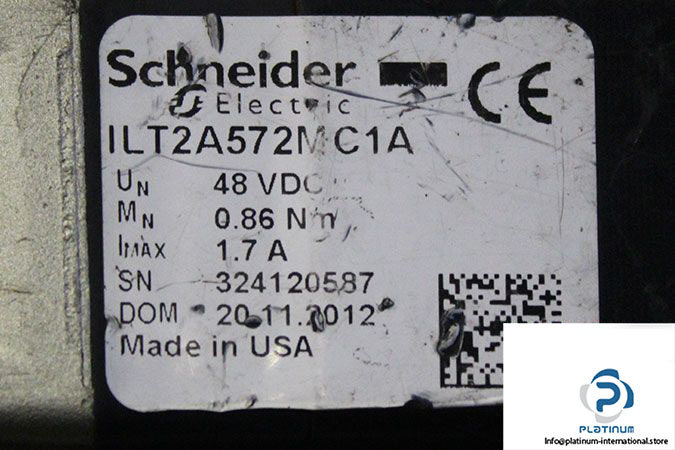 Schneider
Electric
CE
ILT2A572MC1A
UN 48 VDC
MN 0.86 Nm
IMAX 1.7 A
SN 324120587
DOM 20.11.2012
Made in USA
PLATINUM
Info@platinum-international.store